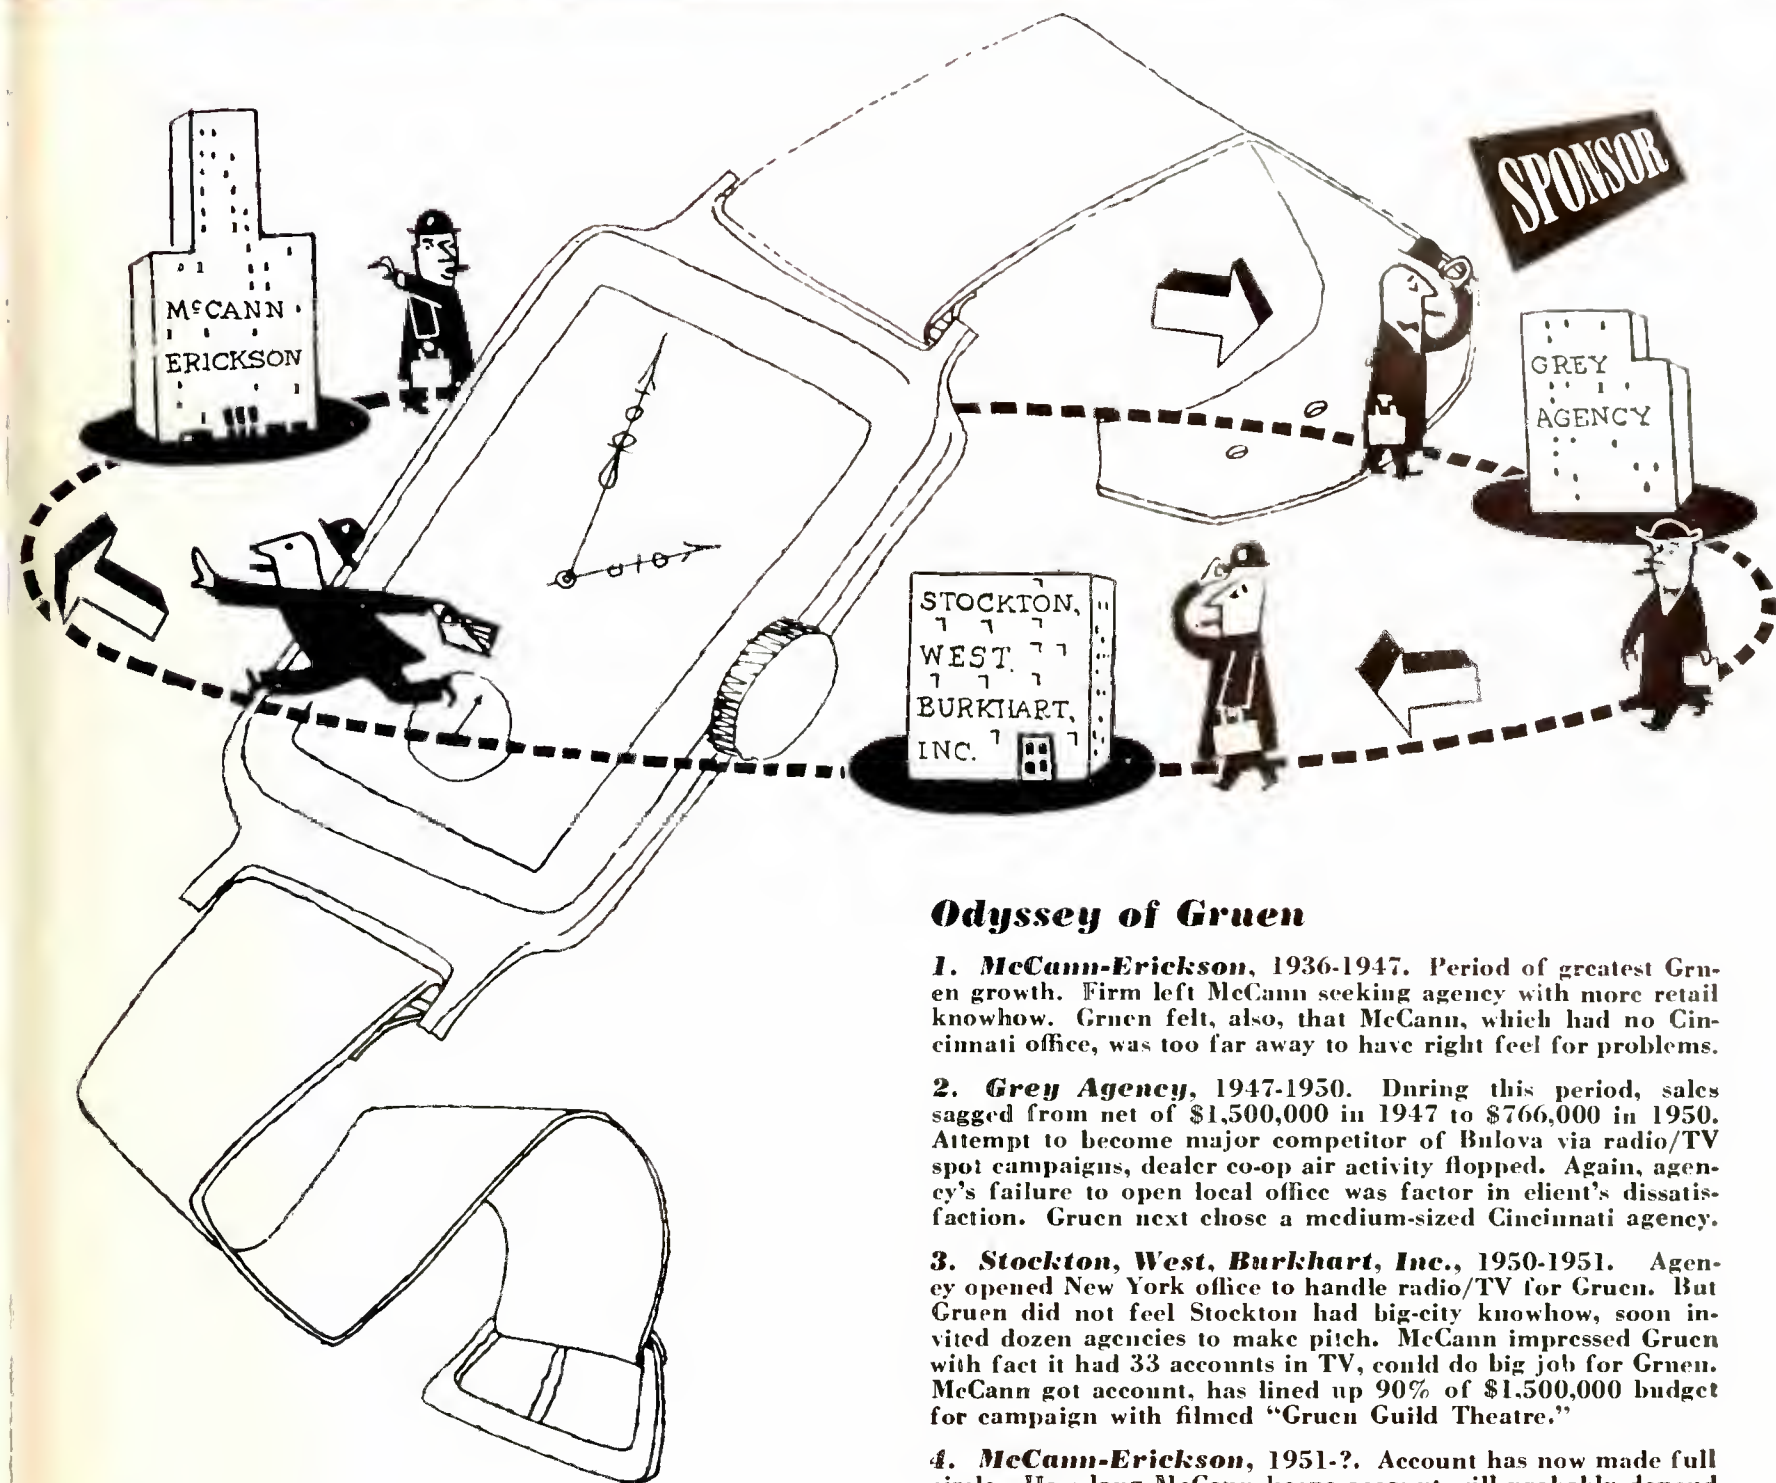 SPONSOR
McCANN
ERICKSON
GREY
AGENCY
STOCKTON,
WEST.
BURKHART,
INC.
Odyssey of Gruen
1. McCann-Erickson, 1936-1947. Period of greatest Gru-
en growth. Firm left McCann seeking agency with more retail
knowhow. Gruen felt, also, that McCann, which had no Cin-
cinnati office, was too far away to have right feel for problems.
2. Grey Agency, 1947-1950. During this period, sales
sagged from net of $1,500,000 in 1947 to $766,000 in 1950.
Attempt to become major competitor of Bulova via radio/TV
spot campaigns, dealer co-op air activity flopped. Again, agen-
cy's failure to open local office was factor in client's dissatis-
faction. Gruen next chose a medium-sized Cincinnati agency.
3. Stockton, West, Burkhart, Inc., 1950-1951. Agen-
cy opened New York office to handle radio/TV for Gruen. But
Gruen did not feel Stockton had big-city knowhow, soon in-
vited dozen agencies to make pitch. McCann impressed Gruen
with fact it had 33 accounts in TV, could do big job for Gruen.
McCann got account, has lined up 90% of $1,500,000 budget
for campaign with filmed "Gruen Guild Theatre."
4. McCann-Erickson, 1951-?. Account has now made full